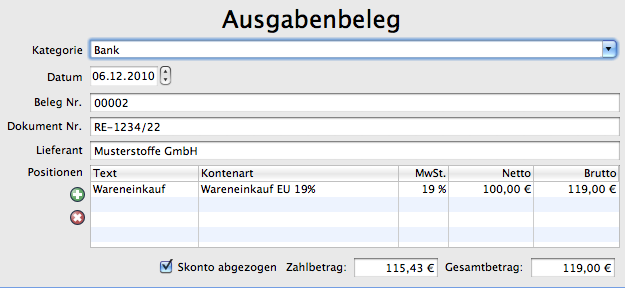 Ausgabenbeleg
Kategorie Bank
Datum 06.12.2010
Beleg Nr. 00002
Dokument Nr. RE-1234/22
Lieferant Musterstoffe GmbH
Positionen Text Kontenart MwSt. Netto Brutto
Wareneinkauf Wareneinkauf EU 19% 19 % 100,00 € 119,00 €
Skonto abgezogen Zahlbetrag: 115,43 € Gesamtbetrag: 119,00 €